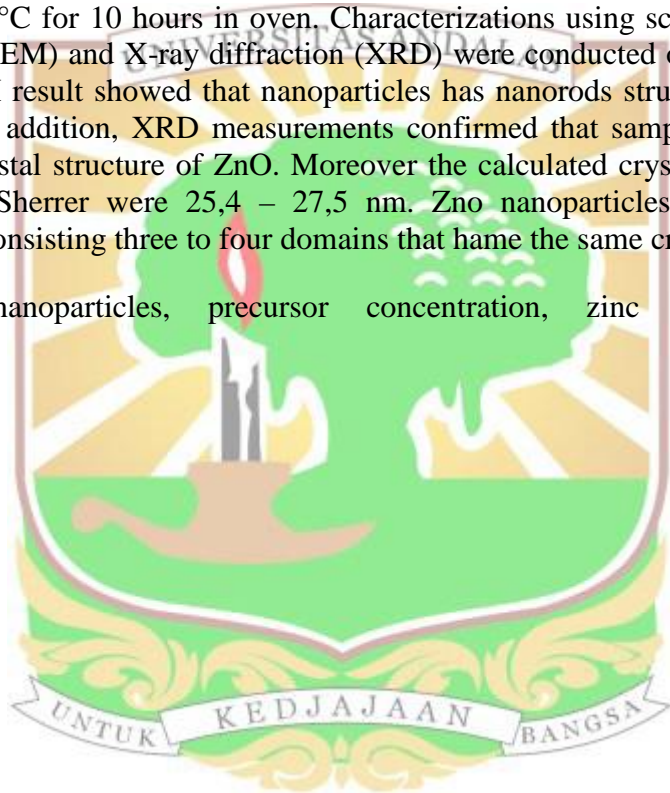 °C for 10 hours in oven. Characterizations using sc
EM) and X-ray diffraction (XRD) were conducted
UNIVERSITAS ANDALAS
result showed that nanoparticles has nanorods stru
addition, XRD measurements confirmed that samp
stal structure of ZnO. Moreover the calculated crys
Sherrer were 25,4 – 27,5 nm. Zno nanoparticles
onsisting three to four domains that hame the same cr
nanoparticles, precursor concentration, zinc
UNTUK KEDJAJAAN BANGSA